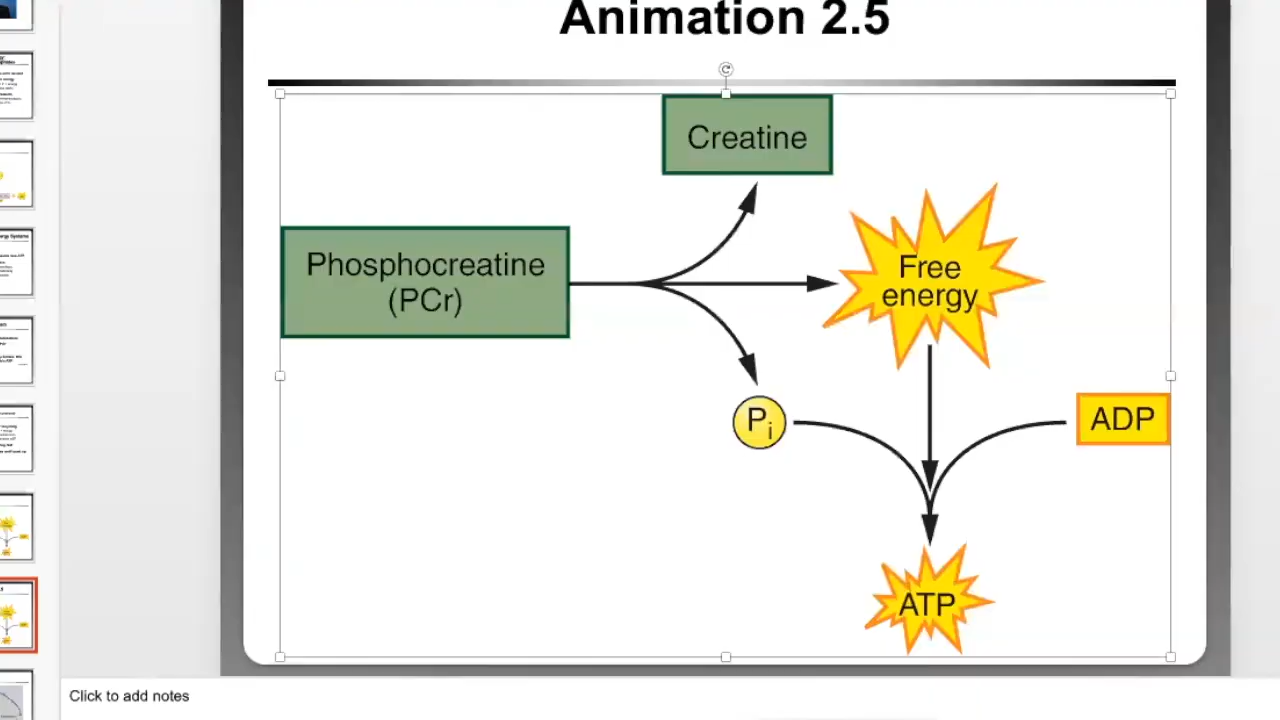 Animation 2.5
Creatine
Phosphocreatine
(PCr)
Free
energy
Pi
ADP
ATP
Click to add notes